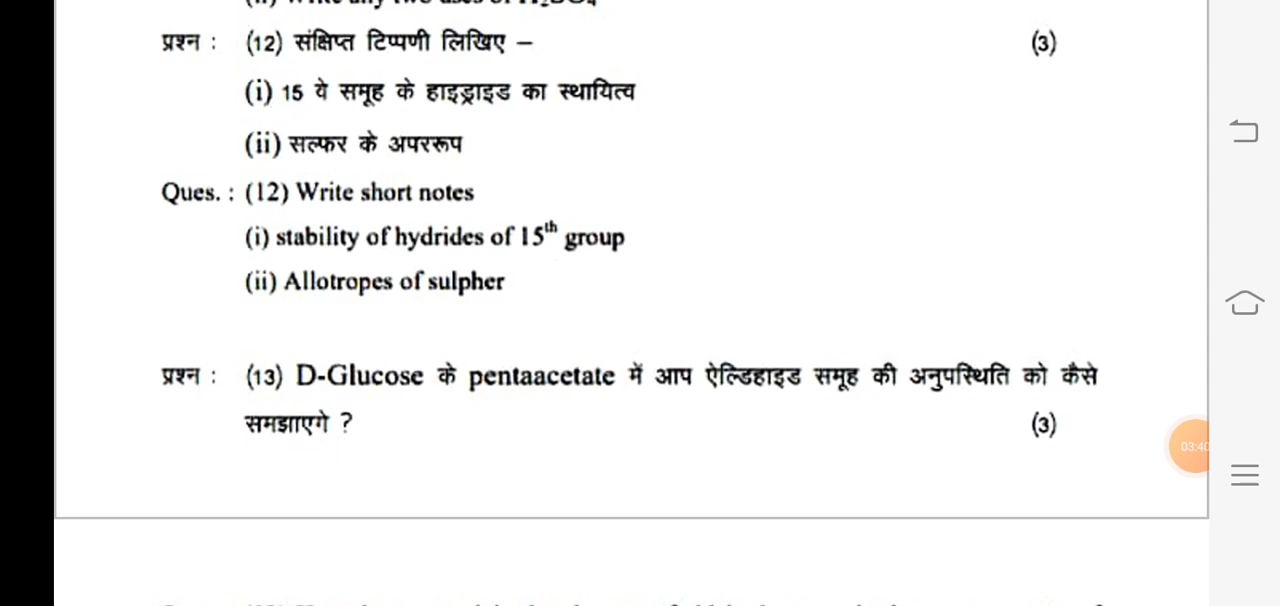 प्रश्न : (12) संक्षिप्त टिप्पणी लिखिए – (3)
(i) 15 वे समूह के हाइड्राइड का स्थायित्व
(ii) सल्फर के अपररूप
Ques. : (12) Write short notes
(i) stability of hydrides of 15th group
(ii) Allotropes of sulpher
प्रश्न : (13) D-Glucose के pentaacetate में आप ऐल्डिहाइड समूह की अनुपस्थिति को कैसे
समझाएगे ? (3)
03:40